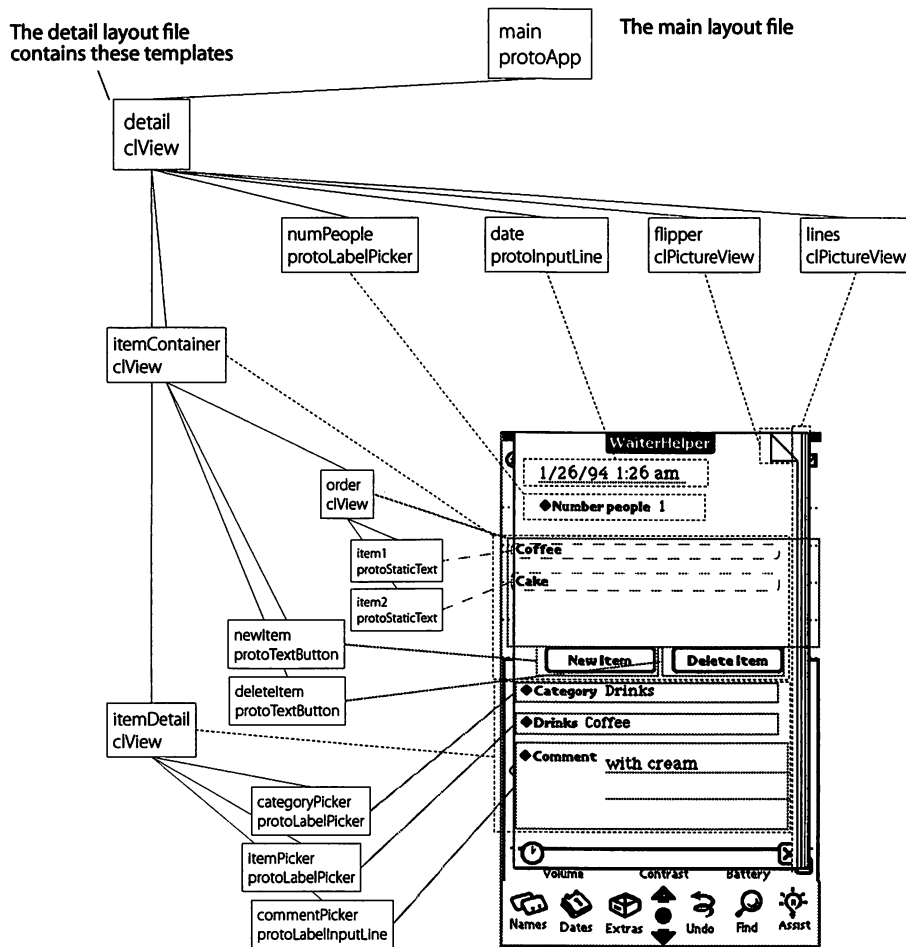 The detail layout file
contains these templates
main
protoApp
The main layout file
detail
clView
numPeople
protoLabelPicker
date
protoInputLine
flipper
clPictureView
lines
clPictureView
itemContainer
clView
order
clView
item1
protoStaticText
item2
protoStaticText
newItem
protoTextButton
deleteItem
protoTextButton
itemDetail
clView
categoryPicker
protoLabelPicker
itemPicker
protoLabelPicker
commentPicker
protoLabelInputLine
WaiterHelper
1/26/94 1:26 am
◆Number people 1
Coffee
Cake
New Item
Delete Item
◆Category Drinks
◆Drinks Coffee
◆Comment with cream
Volume Contrast Battery
Names Dates Extras Undo Find Assist